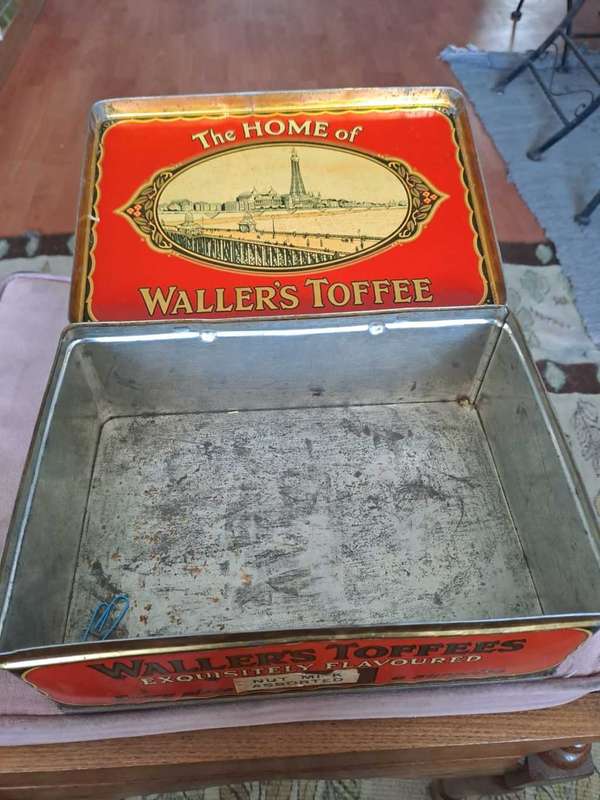 The HOME of
WALLER'S TOFFEE
WALLER'S TOFFEES
EXQUISITELY FLAVOURED
NUT MILK
ASSORTED